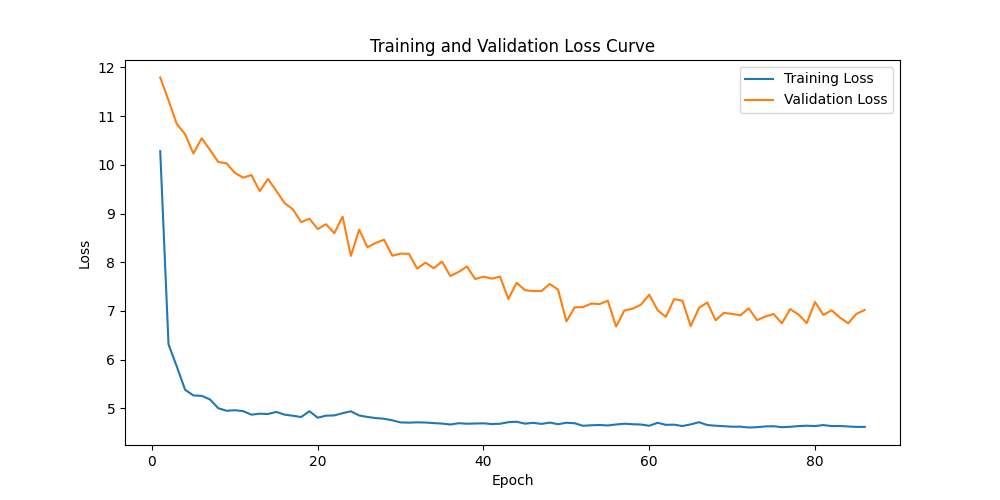 Training and Validation Loss Curve
Training Loss
Validation Loss
12
11
10
9
8
7
6
5
Loss
0 20 40 60 80
Epoch